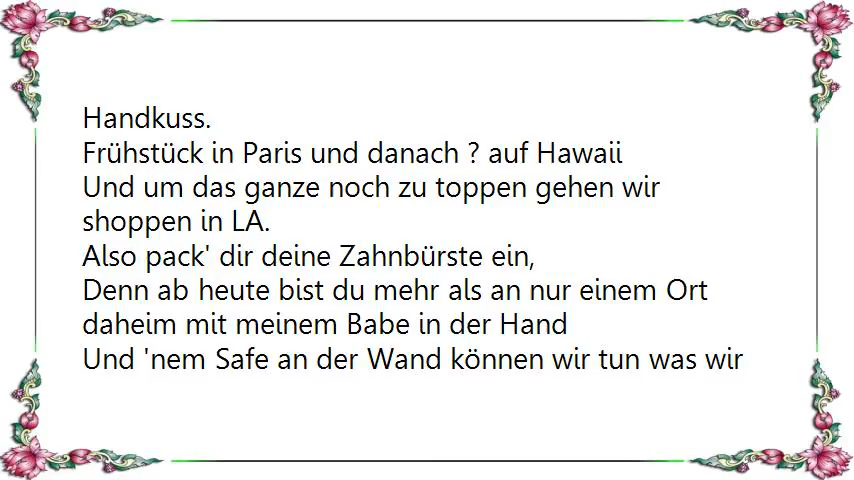 Handkuss.
Frühstück in Paris und danach ? auf Hawaii
Und um das ganze noch zu toppen gehen wir
shoppen in LA.
Also pack' dir deine Zahnbürste ein,
Denn ab heute bist du mehr als an nur einem Ort
daheim mit meinem Babe in der Hand
Und 'nem Safe an der Wand können wir tun was wir